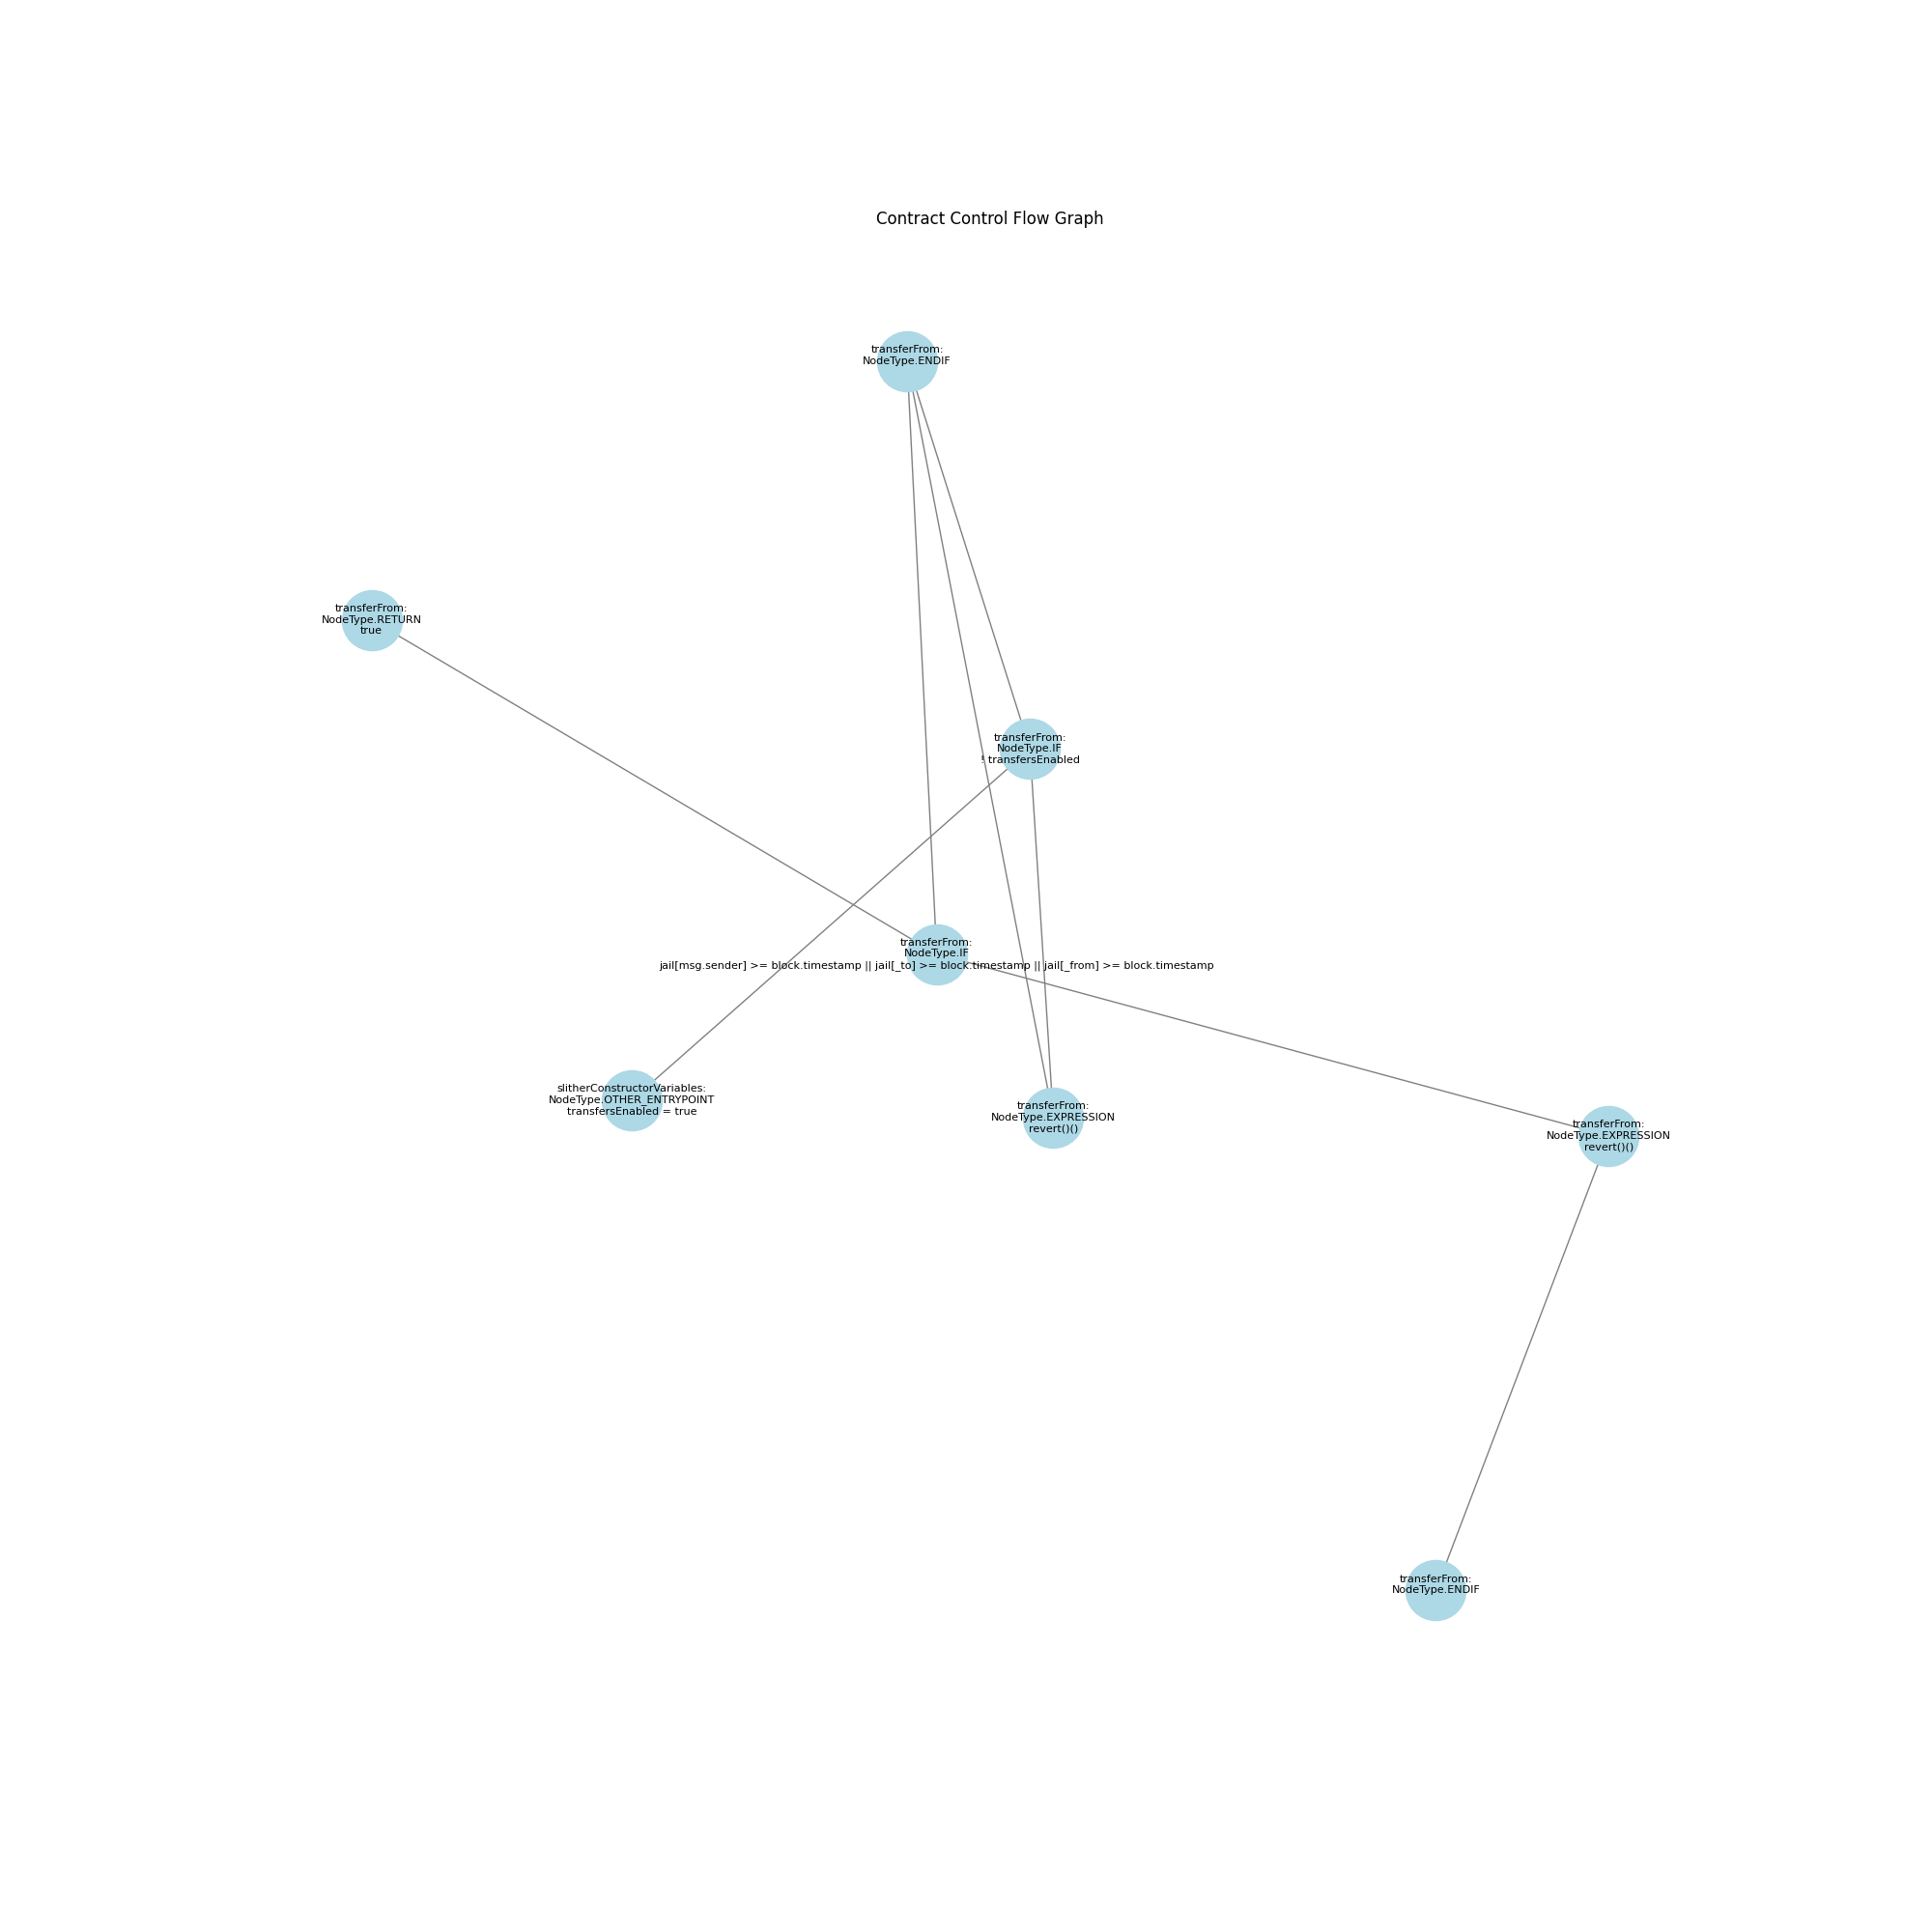 Contract Control Flow Graph
transferFrom:
NodeType.ENDIF
transferFrom:
NodeType.RETURN
true
transferFrom:
NodeType.IF
! transfersEnabled
transferFrom:
NodeType.IF
jail[msg.sender] >= block.timestamp || jail[_to] >= block.timestamp || jail[_from] >= block.timestamp
slitherConstructorVariables:
NodeType.OTHER_ENTRYPOINT
transfersEnabled = true
transferFrom:
NodeType.EXPRESSION
revert()()
transferFrom:
NodeType.EXPRESSION
revert()()
transferFrom:
NodeType.ENDIF